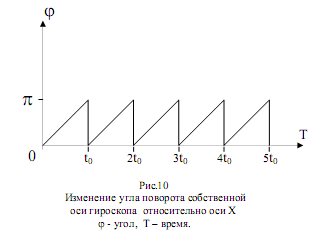 φ
π
T
0
t₀ 2t₀ 3t₀ 4t₀ 5t₀
Рис.10
Изменение угла поворота собственной
оси гироскопа относительно оси X
φ - угол, T – время.